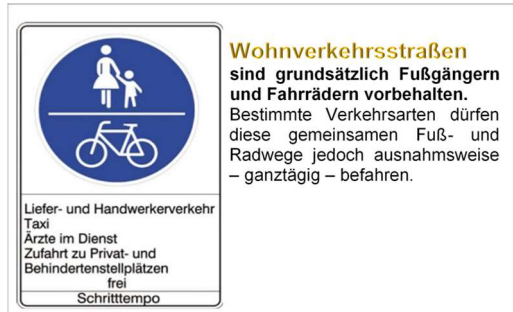 Wohnverkehrsstraßen
sind grundsätzlich Fußgängern
und Fahrrädern vorbehalten.
Bestimmte Verkehrsarten dürfen
diese gemeinsamen Fuß- und
Radwege jedoch ausnahmsweise
– ganztägig – befahren.
Liefer- und Handwerkerverkehr
Taxi
Ärzte im Dienst
Zufahrt zu Privat- und
Behindertenstellplätzen
frei
Schritttempo